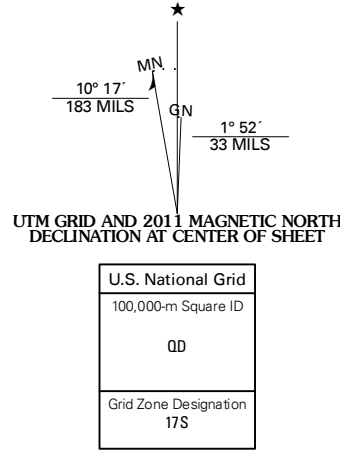 ★
MN
10° 17´
183 MILS
GN
1° 52´
33 MILS
UTM GRID AND 2011 MAGNETIC NORTH
DECLINATION AT CENTER OF SHEET
U.S. National Grid
100,000-m Square ID
QD
Grid Zone Designation
17S